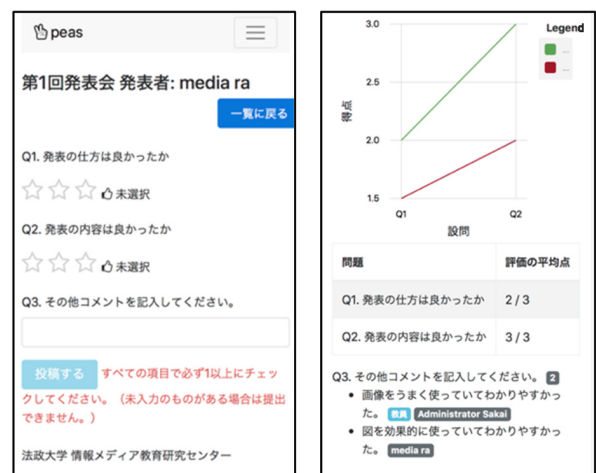 peas
第1回発表会 発表者: media ra
一覧に戻る
Q1. 発表の仕方は良かったか
未選択
Q2. 発表の内容は良かったか
未選択
Q3. その他コメントを記入してください。
投稿する すべての項目で必ず1以上にチェッ
クしてください。（未入力のものがある場合は提出
できません。）
法政大学 情報メディア教育研究センター
3.0
Legend
...
...
2.5
得点
2.0
1.5
Q1 Q2
設問
問題 評価の平均点
Q1. 発表の仕方は良かったか 2 / 3
Q2. 発表の内容は良かったか 3 / 3
Q3. その他コメントを記入してください。 2
• 画像をうまく使っていてわかりやすかっ
た。 教員 Administrator Sakai
• 図を効果的に使っていてわかりやすかっ
た。 media ra